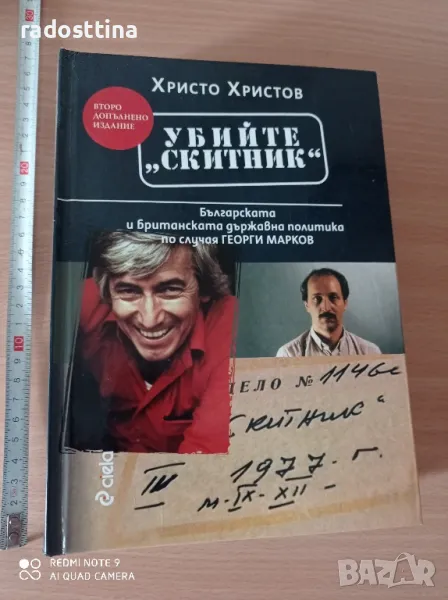 radosttina
Христо Христов
ВТОРО
ДОПЪЛНЕНО
ИЗДАНИЕ
УБИЙТЕ
„СКИТНИК“
Българската
и британската държавна политика
по случая ГЕОРГИ МАРКОВ
ДЕЛО №
Скитник"
III 1977 г.
м-IX-XII-
ciela
REDMI NOTE 9
AI QUAD CAMERA
BAZAR